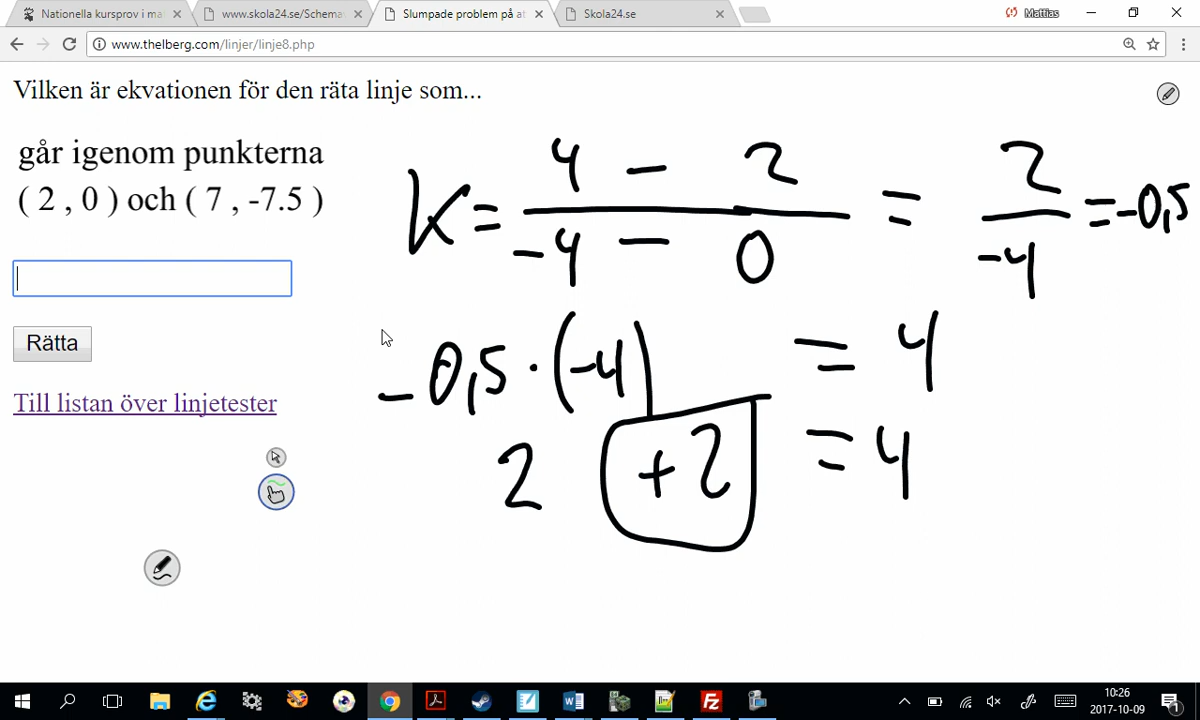 Nationella kursprov i ma
www.skola24.se/Schema
Slumpade problem på at
Skola24.se
Mattias
www.thelberg.com/linjer/linje8.php
Vilken är ekvationen för den räta linje som...
går igenom punkterna
( 2 , 0 ) och ( 7 , -7.5 )
Rätta
Till listan över linjetester
K = 4 - 2 / -4 - 0 = 2 / -4 = -0,5
-0,5 · (-4) = 4
2 +2 = 4
10:26
2017-10-09
1